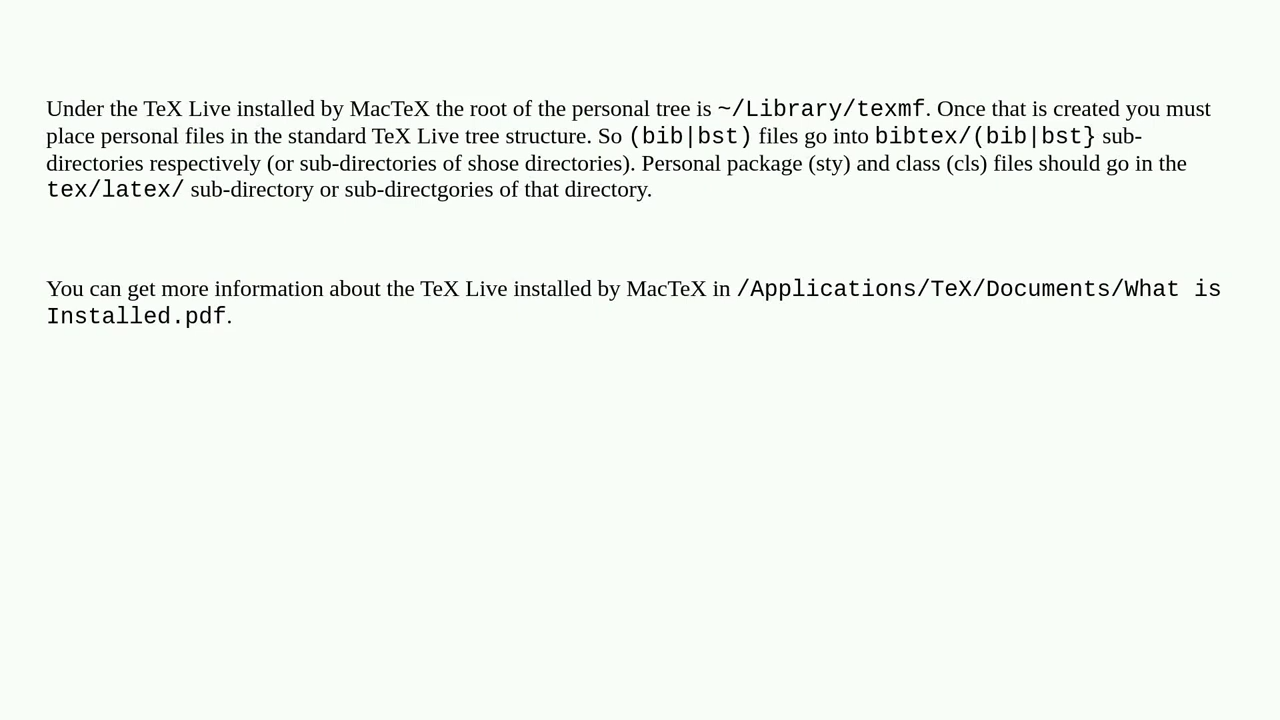 Under the TeX Live installed by MacTeX the root of the personal tree is ~/Library/texmf. Once that is created you must
place personal files in the standard TeX Live tree structure. So (bib|bst) files go into bibtex/(bib|bst} sub-
directories respectively (or sub-directories of shose directories). Personal package (sty) and class (cls) files should go in the
tex/latex/ sub-directory or sub-directgories of that directory.
You can get more information about the TeX Live installed by MacTeX in /Applications/TeX/Documents/What is
Installed.pdf.